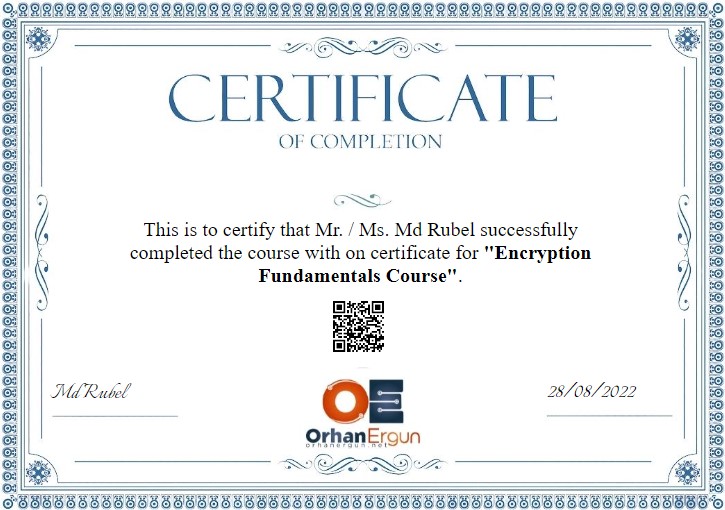 CERTIFICATE
OF COMPLETION
This is to certify that Mr. / Ms. Md Rubel successfully
completed the course with on certificate for "Encryption
Fundamentals Course".
Md Rubel
28/08/2022
OE
OrhanErgun
orhanergun.net